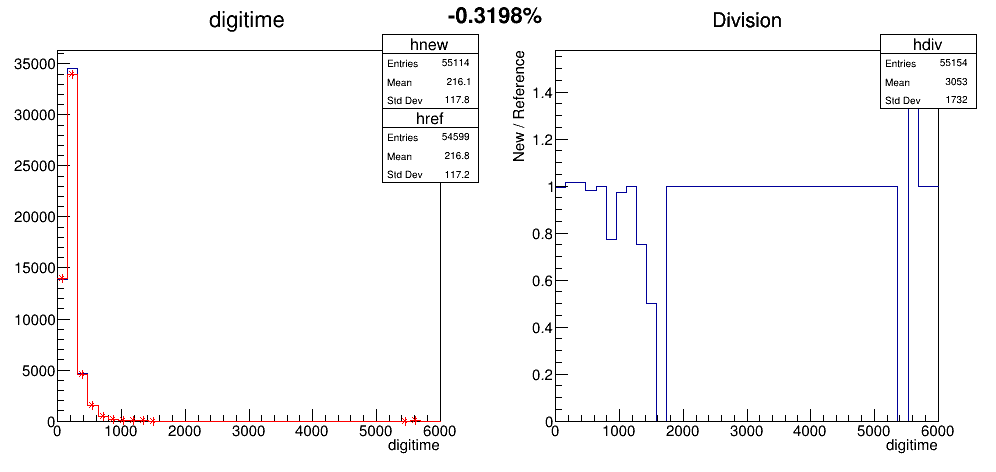 -0.3198%
digitime
hnew
Entries 55114
Mean 216.1
Std Dev 117.8
href
Entries 54599
Mean 216.8
Std Dev 117.2
35000
30000
25000
20000
15000
10000
5000
0
0 1000 2000 3000 4000 5000 6000
digitime
Division
hdiv
Entries 55154
Mean 3053
Std Dev 1732
New / Reference
1.4
1.2
1
0.8
0.6
0.4
0.2
0
0 1000 2000 3000 4000 5000 6000
digitime